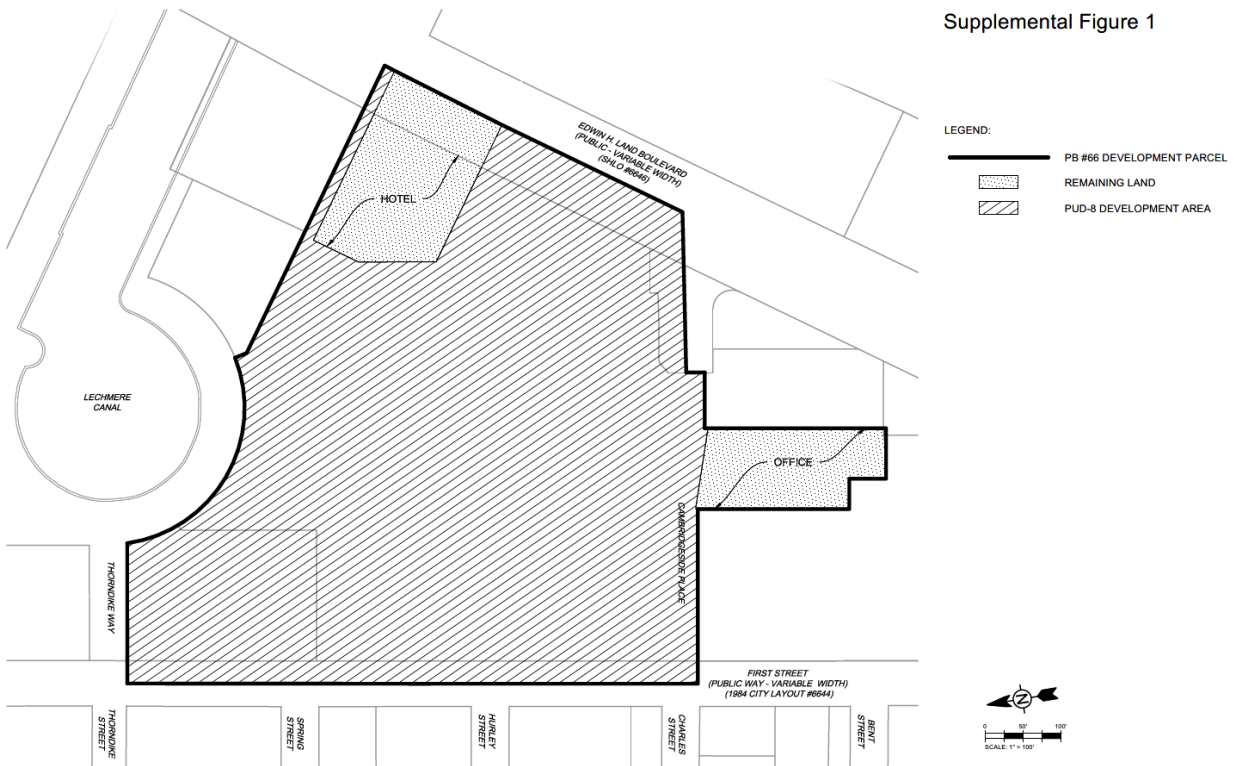 Supplemental Figure 1
LEGEND:
PB #66 DEVELOPMENT PARCEL
REMAINING LAND
PUD-8 DEVELOPMENT AREA
EDWIN H. LAND BOULEVARD
(PUBLIC - VARIABLE WIDTH)
(SHLO #6646)
HOTEL
LECHMERE
CANAL
OFFICE
CAMBRIDGESIDE PLACE
THORNDIKE WAY
FIRST STREET
(PUBLIC WAY - VARIABLE WIDTH)
(1984 CITY LAYOUT #6644)
THORNDIKE
STREET
SPRING
STREET
HURLEY
STREET
CHARLES
STREET
BENT
STREET
N
0 50' 100'
SCALE: 1" = 100'